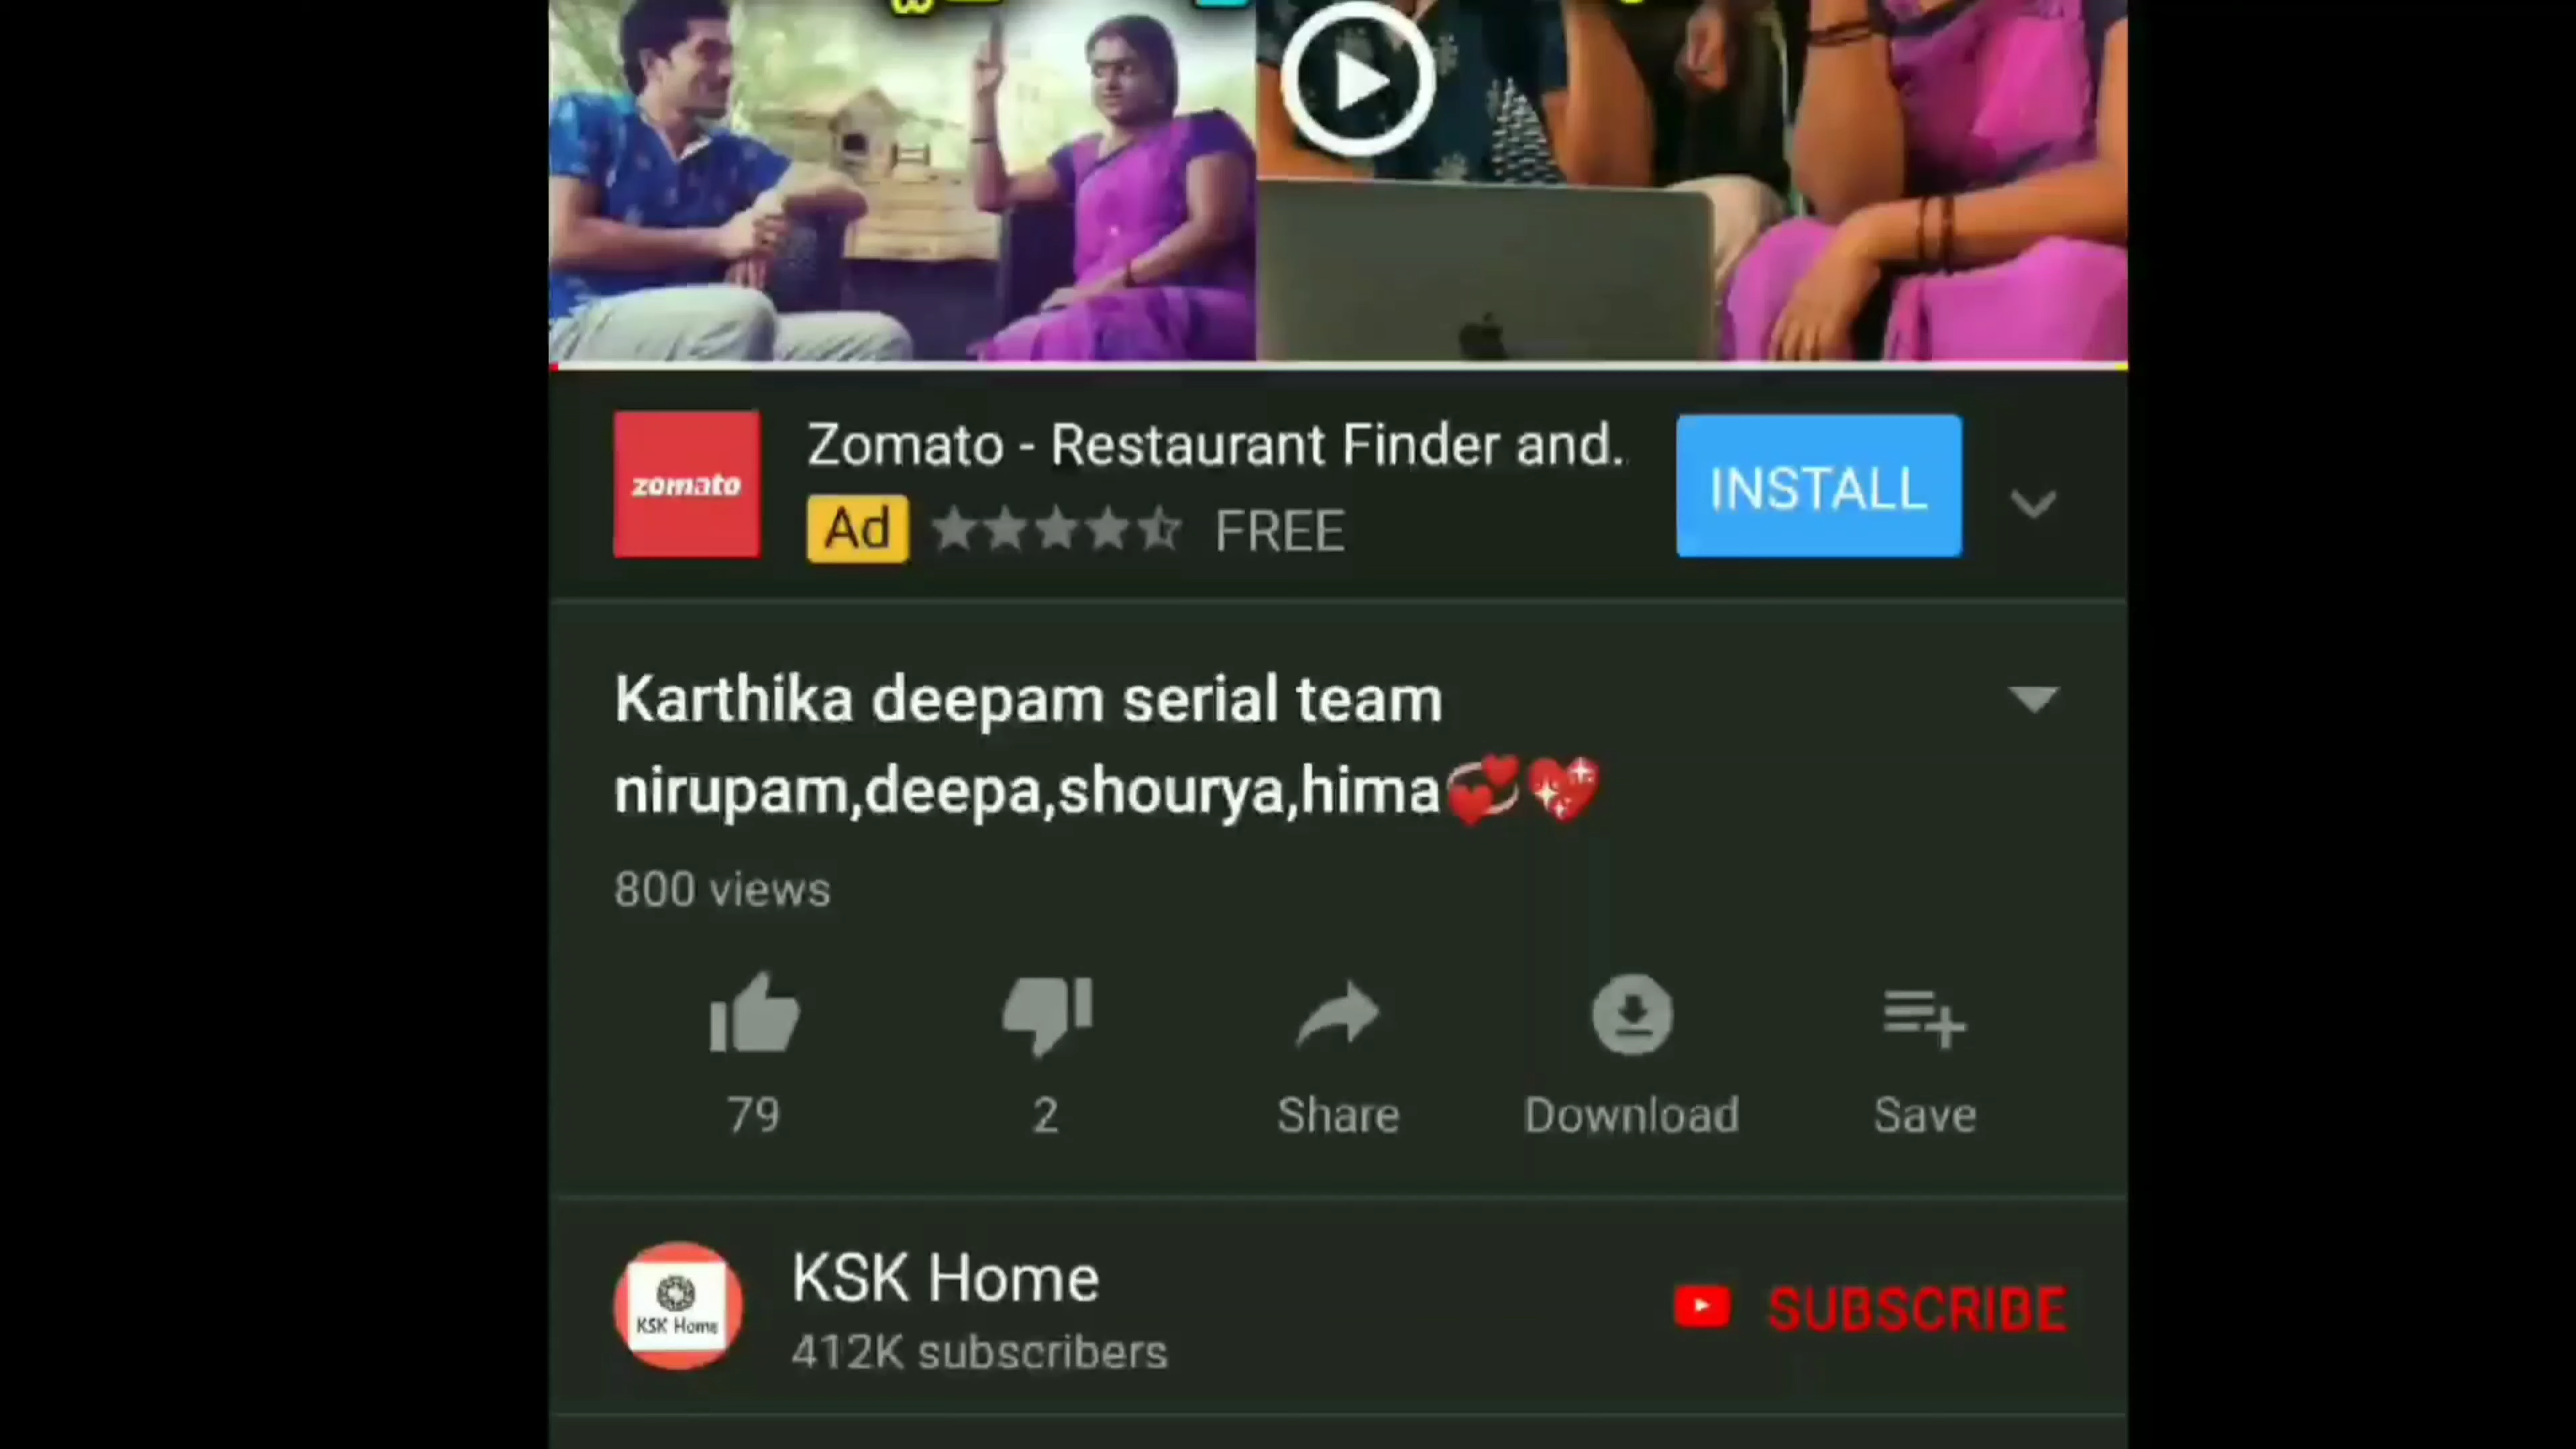 Zomato - Restaurant Finder and.
zomato
Ad FREE
INSTALL
Karthika deepam serial team
nirupam,deepa,shourya,hima💞💖
800 views
79 2 Share Download Save
KSK Home
KSK Home
412K subscribers
SUBSCRIBE